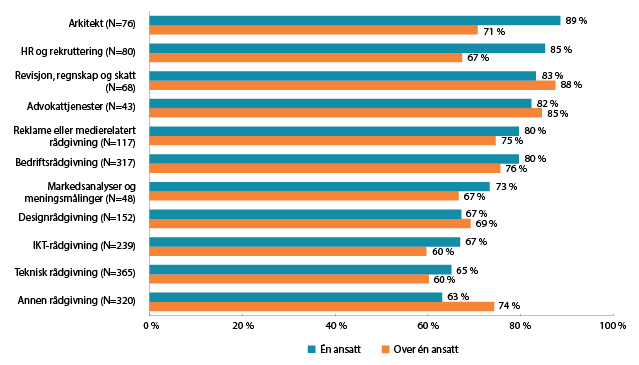 Arkitekt (N=76)
89 %
71 %
HR og rekruttering (N=80)
85 %
67 %
Revisjon, regnskap og skatt
(N=68)
83 %
88 %
Advokattjenester (N=43)
82 %
85 %
Reklame eller medierelatert
rådgivning (N=117)
80 %
75 %
Bedriftsrådgivning (N=317)
80 %
76 %
Markedsanalyser og
meningsmålinger (N=48)
73 %
67 %
Designrådgivning (N=152)
67 %
69 %
IKT-rådgivning (N=239)
67 %
60 %
Teknisk rådgivning (N=365)
65 %
60 %
Annen rådgivning (N=320)
63 %
74 %
0 % 20 % 40 % 60 % 80 % 100 %
Én ansatt Over én ansatt